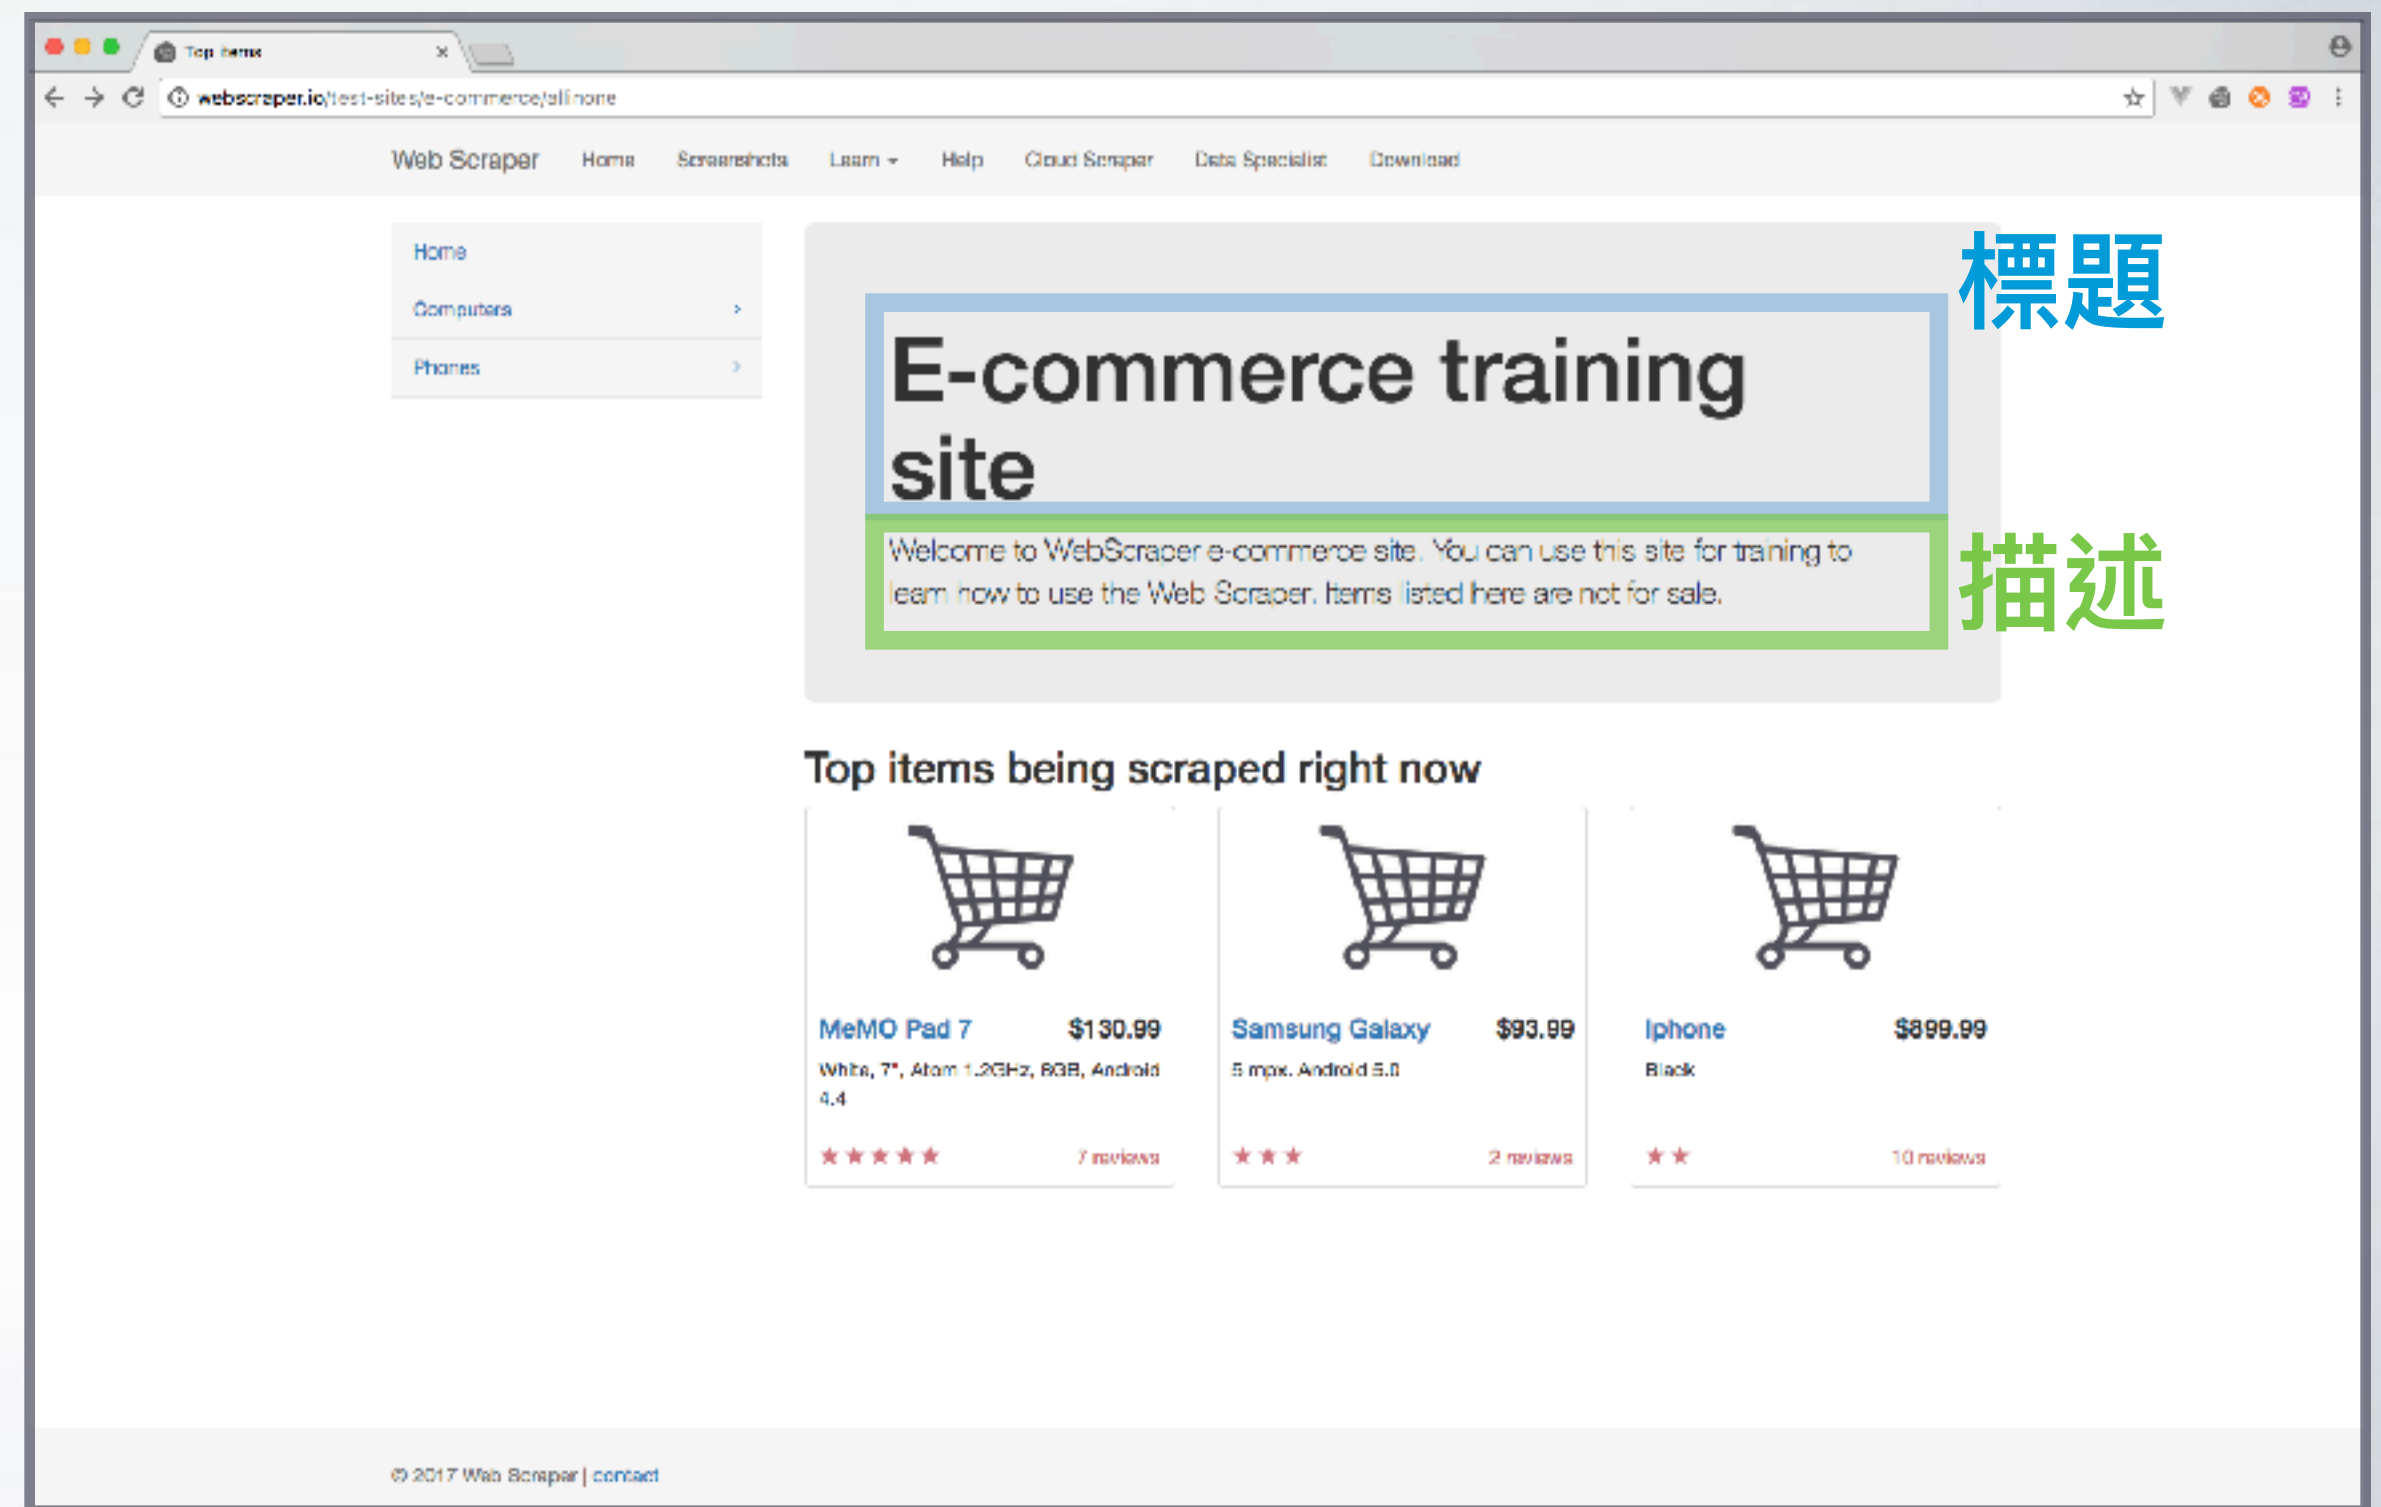 Top items
webscraper.io/test-sites/e-commerce/allinone
Web Scraper Home Screenshots Learn Help Cloud Scraper Data Specialist Download
Home
Computers
Phones
標題
E-commerce training
site
描述
Welcome to WebScraper e-commerce site. You can use this site for training to
learn how to use the Web Scraper. Items listed here are not for sale.
Top items being scraped right now
MeMO Pad 7 $130.99
White, 7", Atom 1.2GHz, 8GB, Android
4.4
7 reviews
Samsung Galaxy $93.99
5 mpx. Android 5.0
2 reviews
Iphone $899.99
Black
10 reviews
© 2017 Web Scraper | contact